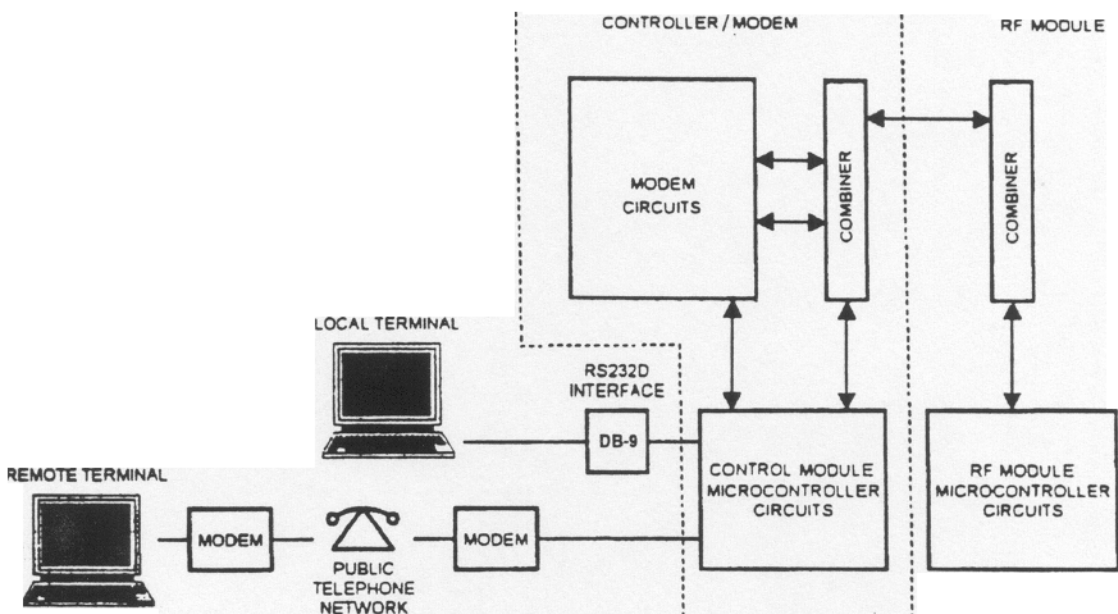 CONTROLLER/MODEM
RF MODULE
MODEM
CIRCUITS
COMBINER
COMBINER
LOCAL TERMINAL
RS232D
INTERFACE
DB-9
CONTROL MODULE
MICROCONTROLLER
CIRCUITS
RF MODULE
MICROCONTROLLER
CIRCUITS
REMOTE TERMINAL
MODEM
PUBLIC
TELEPHONE
NETWORK
MODEM